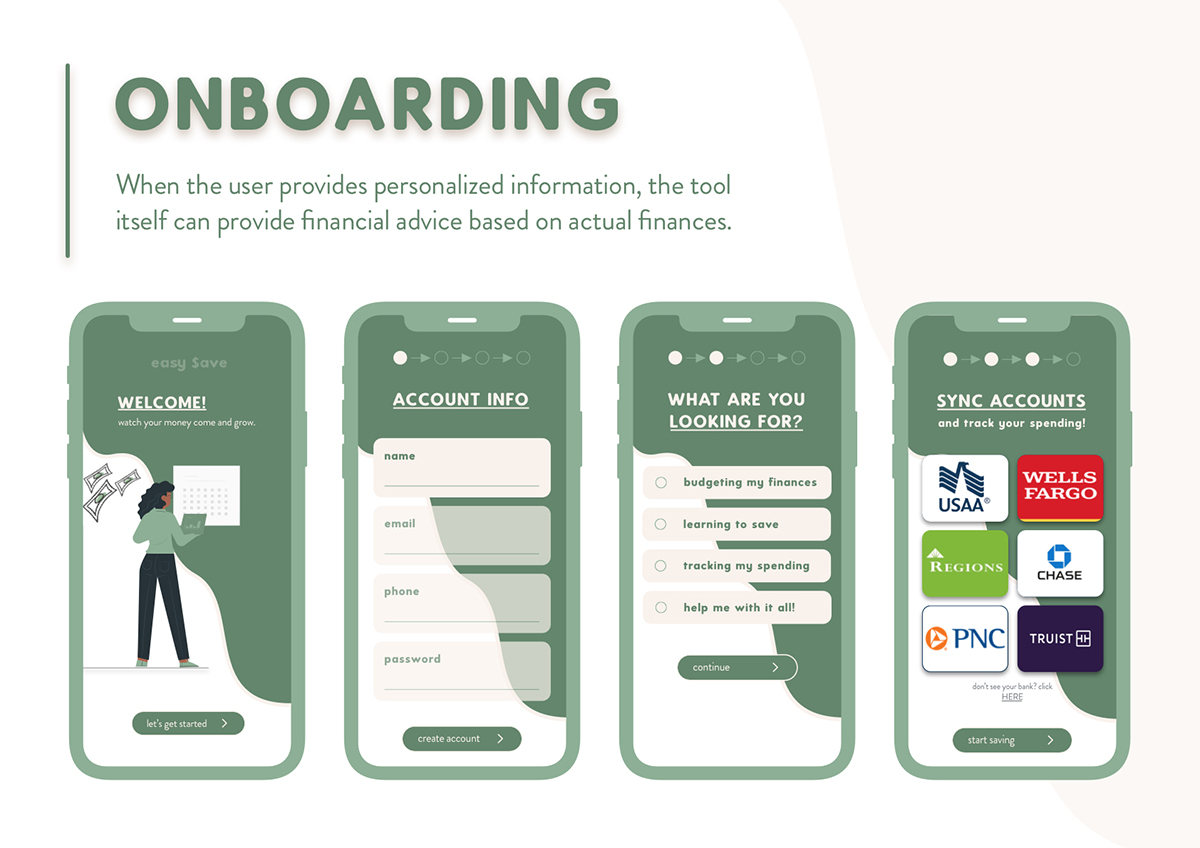 ONBOARDING
When the user provides personalized information, the tool
itself can provide financial advice based on actual finances.
easy $ave
WELCOME!
watch your money come and grow.
let's get started
ACCOUNT INFO
name
email
phone
password
create account
WHAT ARE YOU
LOOKING FOR?
budgeting my finances
learning to save
tracking my spending
help me with it all!
continue
SYNC ACCOUNTS
and track your spending!
USAA®
WELLS
FARGO
REGIONS
CHASE
PNC
TRUIST
don't see your bank? click
HERE
start saving